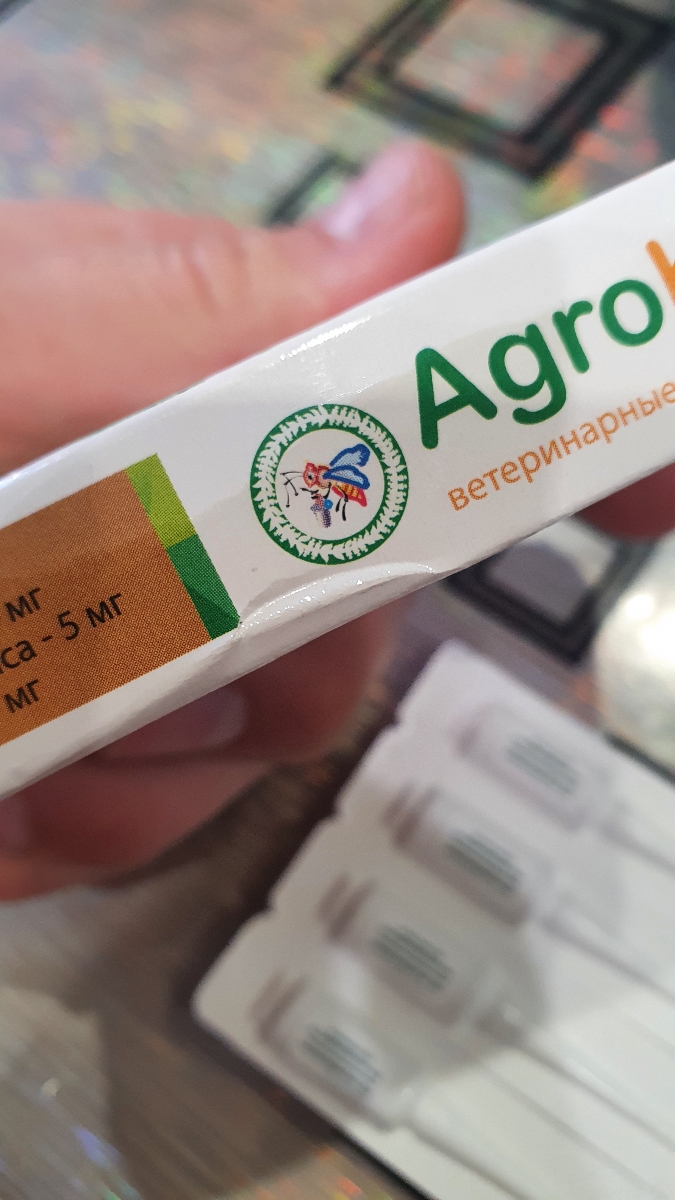 Agro
ветеринарные
мг
са - 5 мг
мг